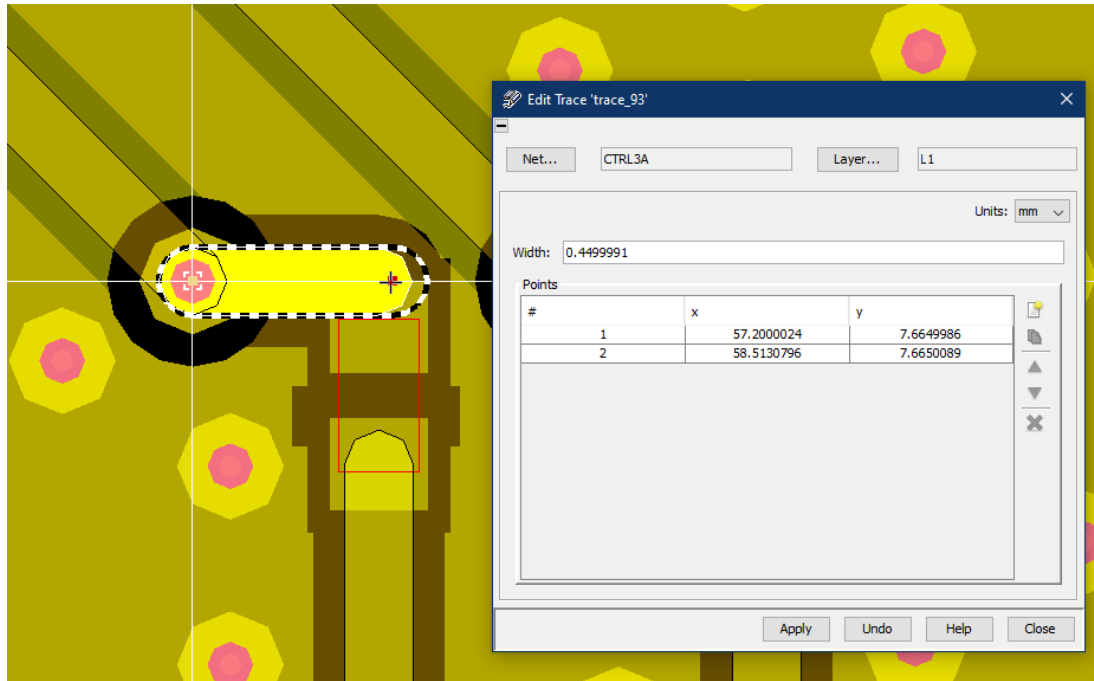 Edit Trace 'trace_93'
Net... CTRL3A Layer... L1
Units: mm
Width: 0.4499991
Points
# x y
1 57.2000024 7.6649986
2 58.5130796 7.6650089
Apply Undo Help Close